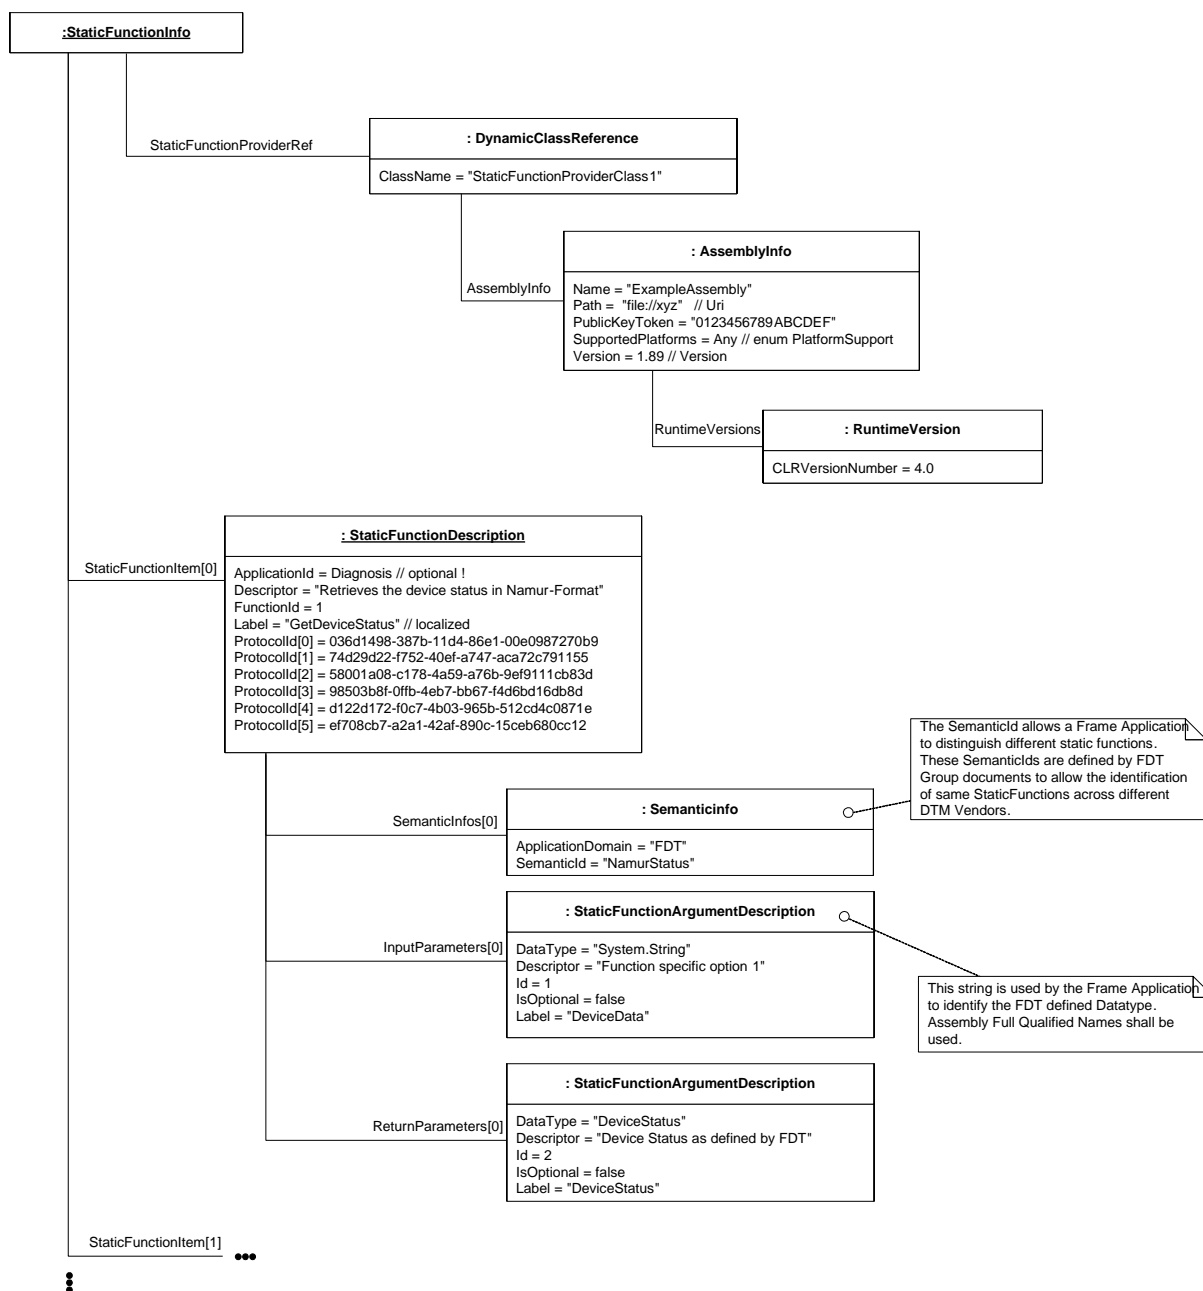 :StaticFunctionInfo
StaticFunctionProviderRef
: DynamicClassReference
ClassName = "StaticFunctionProviderClass1"
AssemblyInfo
: AssemblyInfo
Name = "ExampleAssembly"
Path =  "file://xyz"   // Uri
PublicKeyToken = "0123456789ABCDEF"
SupportedPlatforms = Any // enum PlatformSupport
Version = 1.89 // Version
RuntimeVersions
: RuntimeVersion
CLRVersionNumber = 4.0
StaticFunctionItem[0]
: StaticFunctionDescription
ApplicationId = Diagnosis // optional !
Descriptor = "Retrieves the device status in Namur-Format"
FunctionId = 1
Label = "GetDeviceStatus" // localized
ProtocolId[0] = 036d1498-387b-11d4-86e1-00e0987270b9
ProtocolId[1] = 74d29d22-f752-40ef-a747-aca72c791155
ProtocolId[2] = 58001a08-c178-4a59-a76b-9ef9111cb83d
ProtocolId[3] = 98503b8f-0ffb-4eb7-bb67-f4d6bd16db8d
ProtocolId[4] = d122d172-f0c7-4b03-965b-512cd4c0871e
ProtocolId[5] = ef708cb7-a2a1-42af-890c-15ceb680cc12
The SemanticId allows a Frame Application
to distinguish different static functions.
These SemanticIds are defined by FDT
Group documents to allow the identification
of same StaticFunctions across different
DTM Vendors.
SemanticInfos[0]
: Semanticinfo
ApplicationDomain = "FDT"
SemanticId = "NamurStatus"
InputParameters[0]
: StaticFunctionArgumentDescription
DataType = "System.String"
Descriptor = "Function specific option 1"
Id = 1
IsOptional = false
Label = "DeviceData"
This string is used by the Frame Application
to identify the FDT defined Datatype.
Assembly Full Qualified Names shall be
used.
ReturnParameters[0]
: StaticFunctionArgumentDescription
DataType = "DeviceStatus"
Descriptor = "Device Status as defined by FDT"
Id = 2
IsOptional = false
Label = "DeviceStatus"
StaticFunctionItem[1]